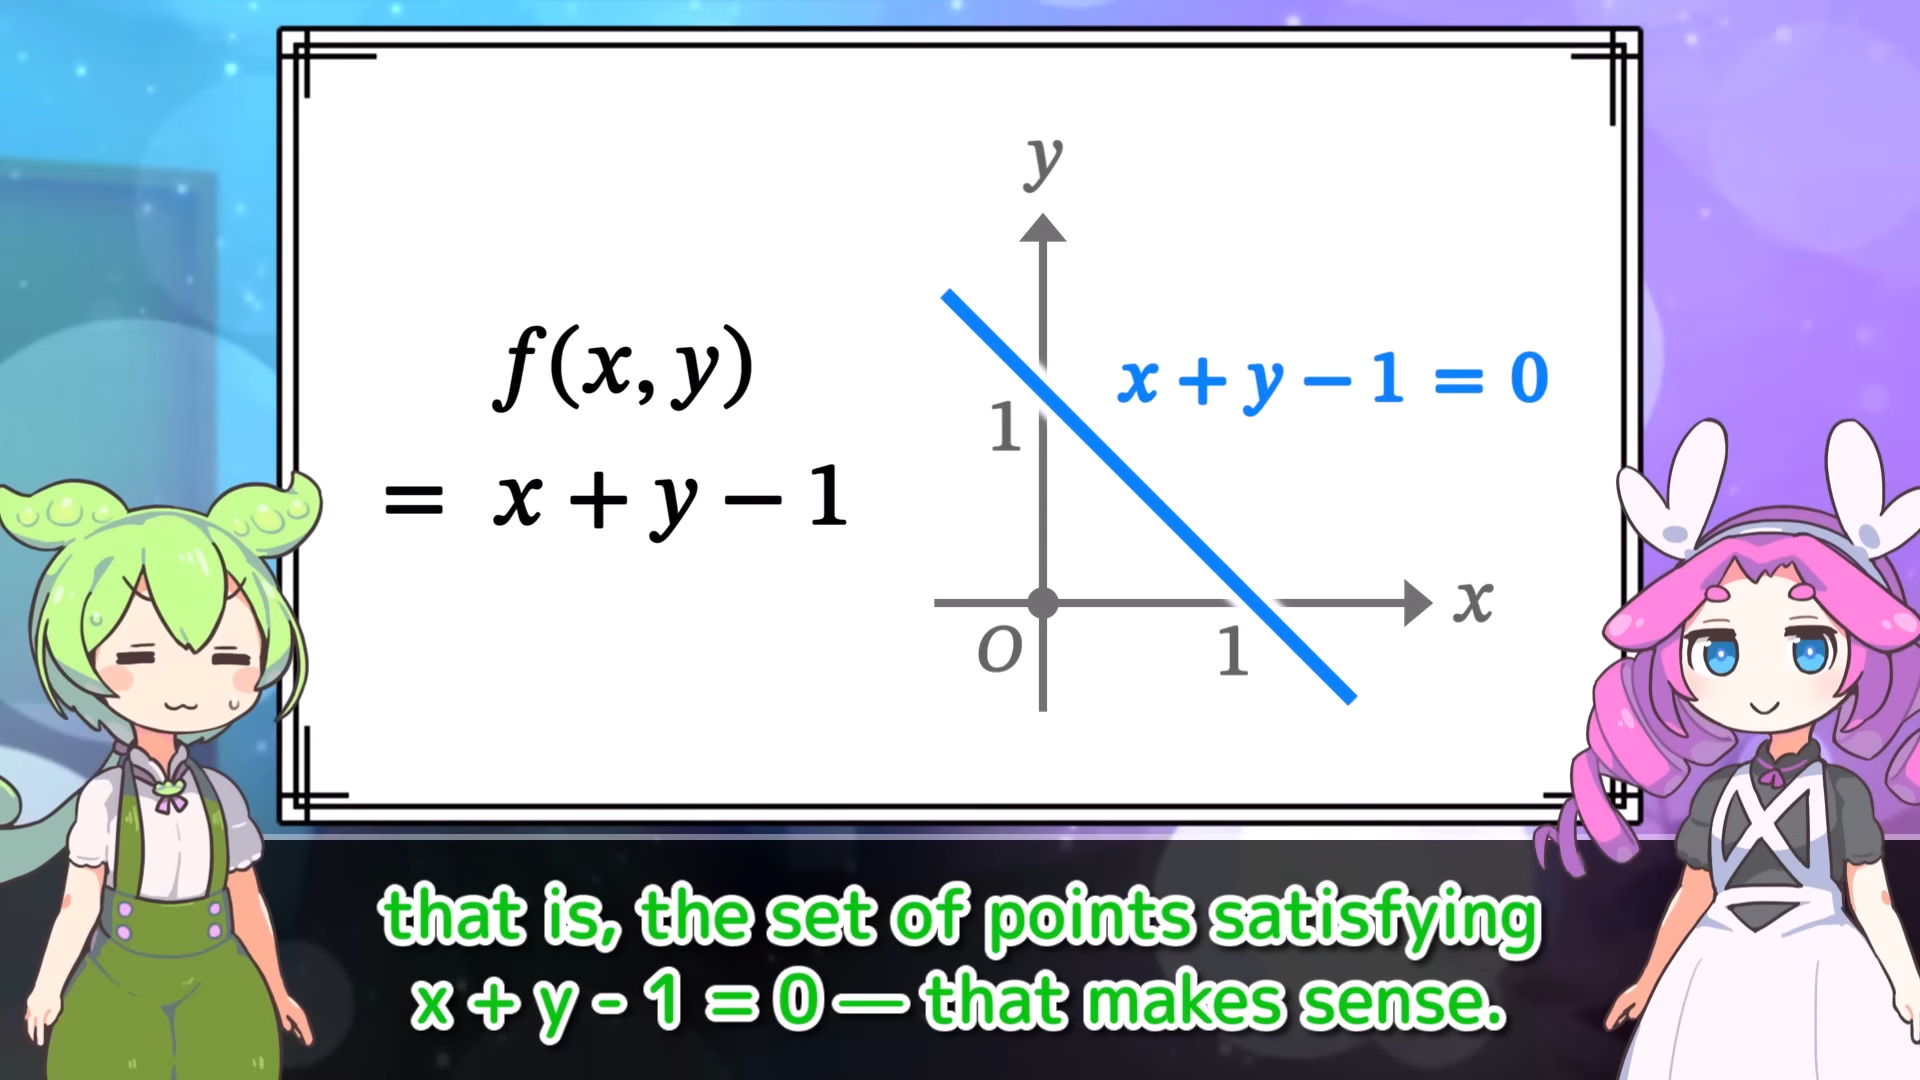 f(x, y)
= x + y − 1
y
x + y − 1 = 0
1
x
O
1
that is, the set of points satisfying
x + y - 1 = 0 — that makes sense.